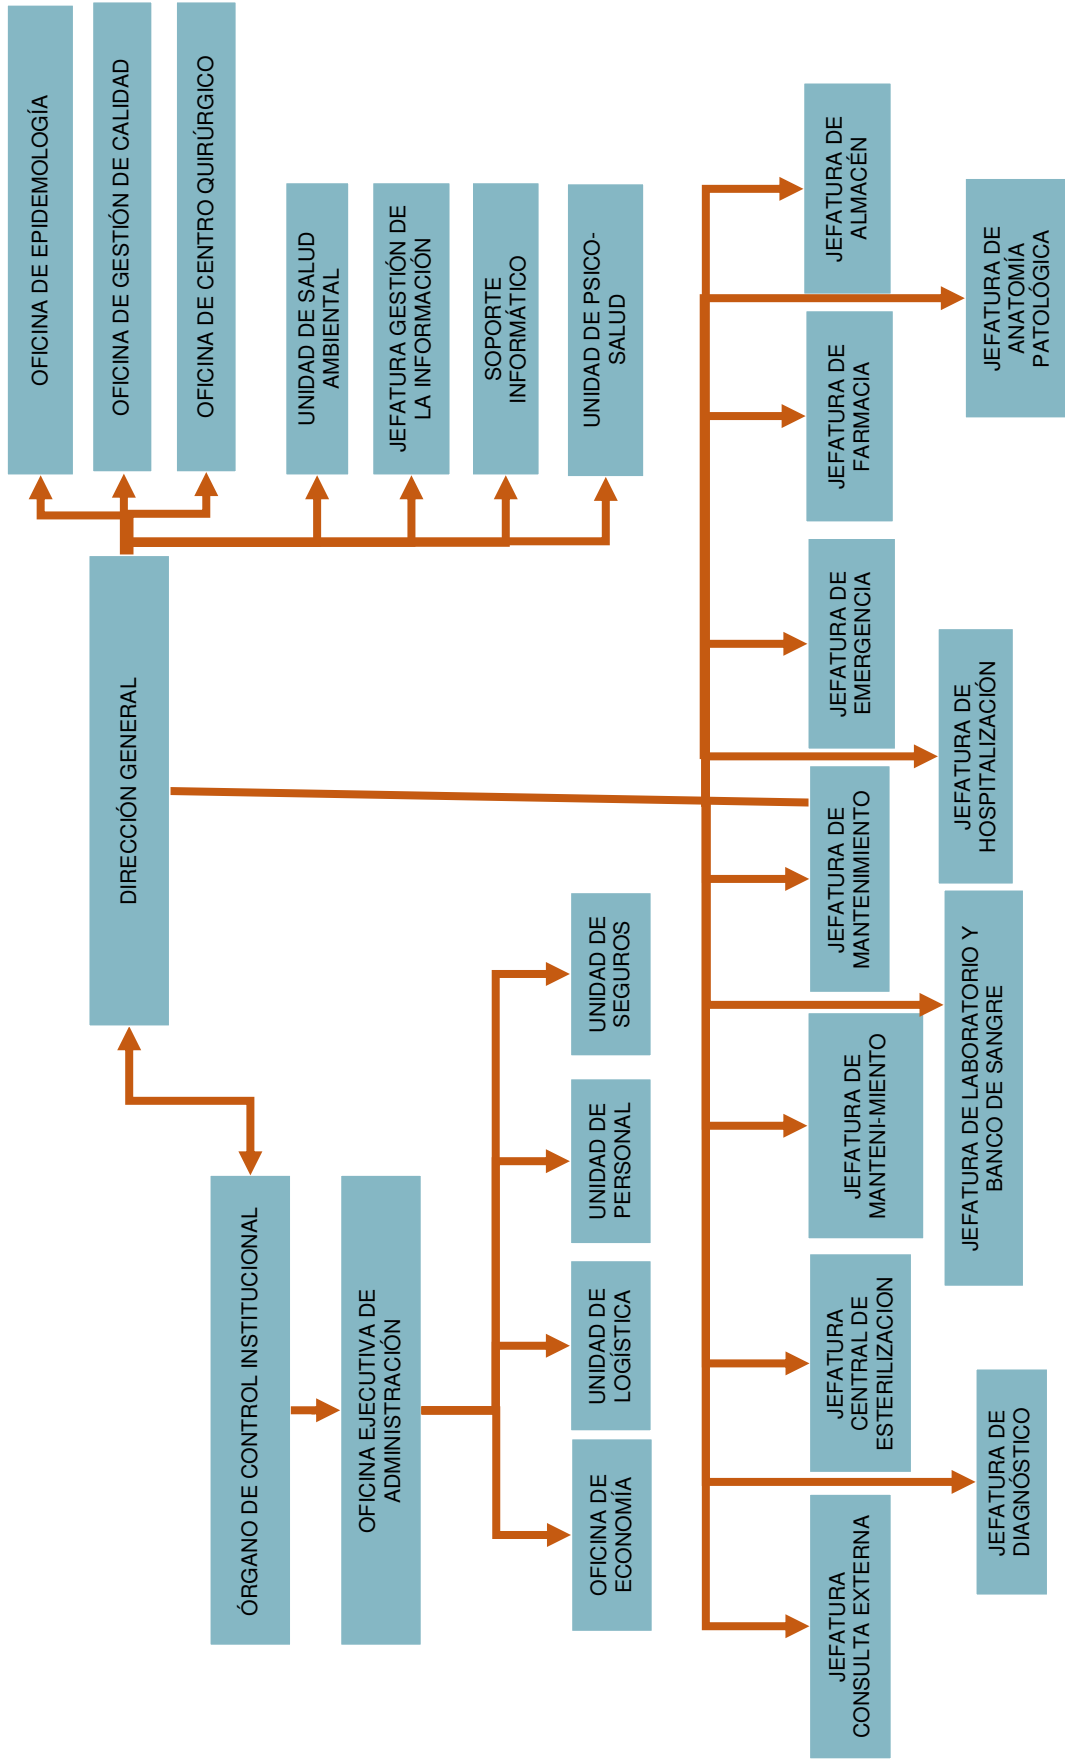 DIRECCIÓN GENERAL
OFICINA DE EPIDEMOLOGÍA
OFICINA DE GESTIÓN DE CALIDAD
OFICINA DE CENTRO QUIRÚRGICO
UNIDAD DE SALUD
AMBIENTAL
JEFATURA GESTIÓN DE
LA INFORMACIÓN
SOPORTE
INFORMÁTICO
UNIDAD DE PSICO-
SALUD
ÓRGANO DE CONTROL INSTITUCIONAL
OFICINA EJECUTIVA DE
ADMINISTRACIÓN
OFICINA DE
ECONOMÍA
UNIDAD DE
LOGÍSTICA
UNIDAD DE
PERSONAL
UNIDAD DE
SEGUROS
JEFATURA
CONSULTA EXTERNA
JEFATURA
CENTRAL DE
ESTERILIZACION
JEFATURA DE
MANTENI-MIENTO
JEFATURA DE
MANTENIMIENTO
JEFATURA DE
EMERGENCIA
JEFATURA DE
FARMACIA
JEFATURA DE
ALMACÉN
JEFATURA DE
DIAGNÓSTICO
JEFATURA DE LABORATORIO Y
BANCO DE SANGRE
JEFATURA DE
HOSPITALIZACIÓN
JEFATURA DE
ANATOMÍA
PATOLÓGICA